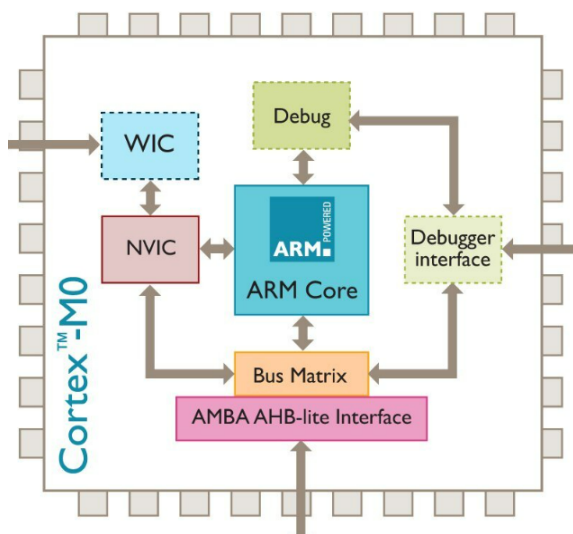 WIC
Debug
NVIC
ARM
POWERED
ARM Core
Debugger
interface
Bus Matrix
AMBA AHB-lite Interface
Cortex™-M0